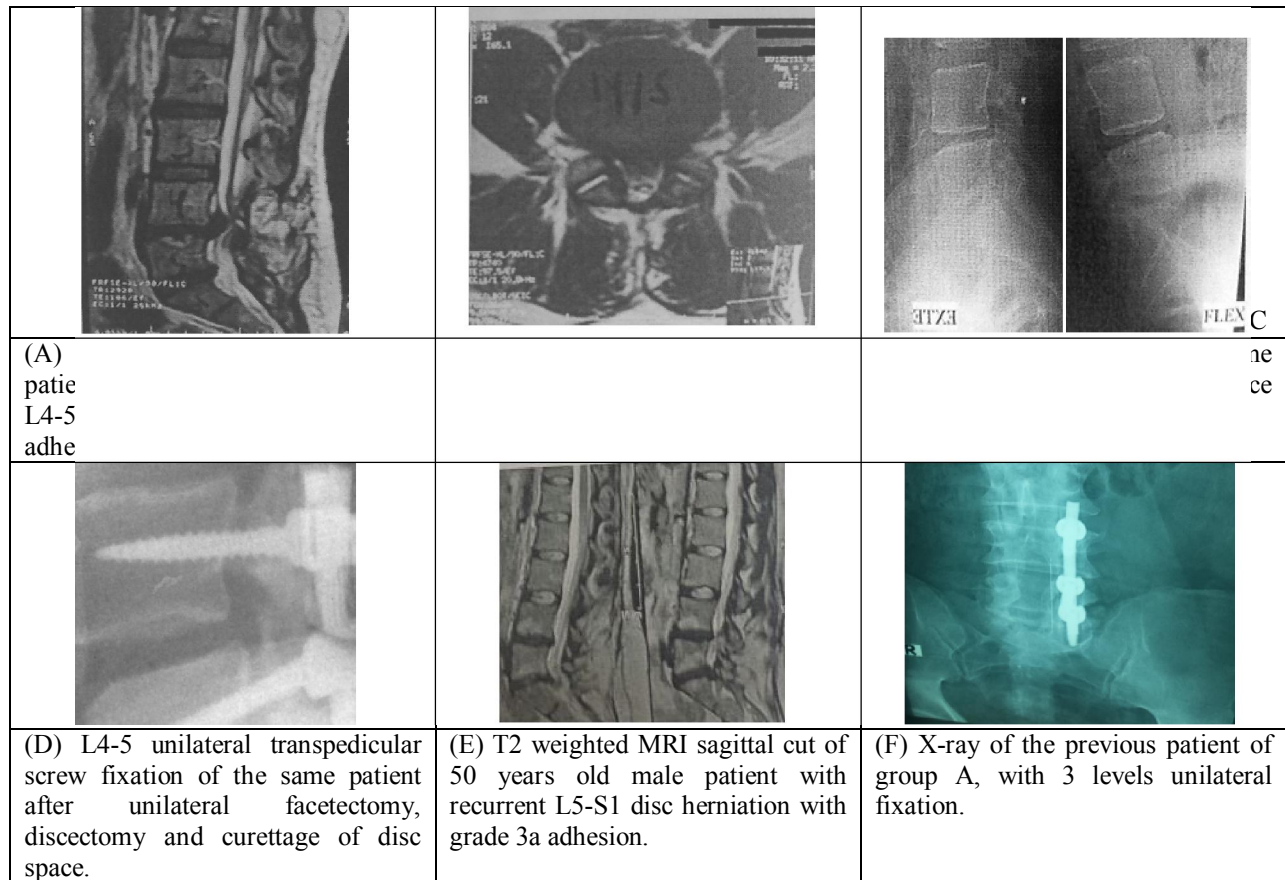 EXTE
FLEX
C
(A)
patie
L4-5
adhe
ne
ce
R
(D) L4-5 unilateral transpedicular
screw fixation of the same patient
after unilateral facetectomy,
discectomy and curettage of disc
space.
(E) T2 weighted MRI sagittal cut of
50 years old male patient with
recurrent L5-S1 disc herniation with
grade 3a adhesion.
(F) X-ray of the previous patient of
group A, with 3 levels unilateral
fixation.